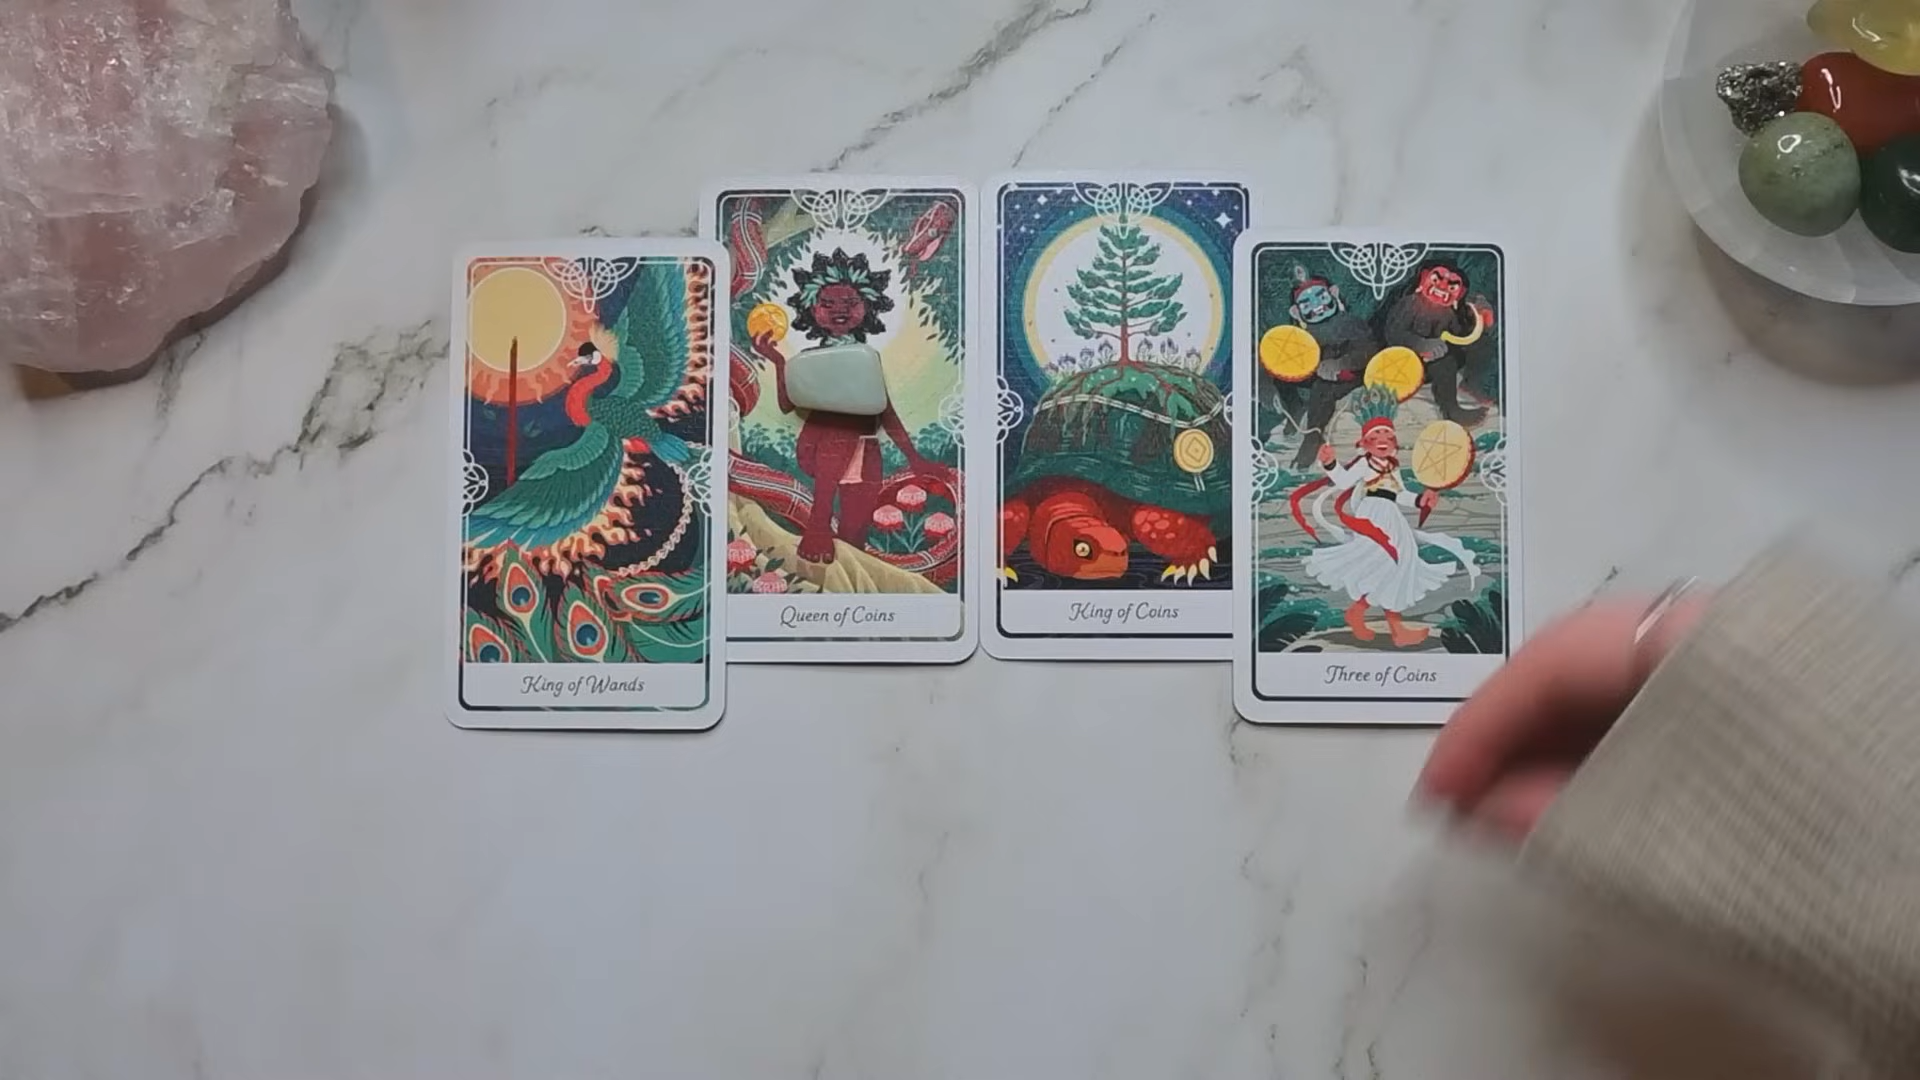 King of Wands
Queen of Coins
King of Coins
Three of Coins